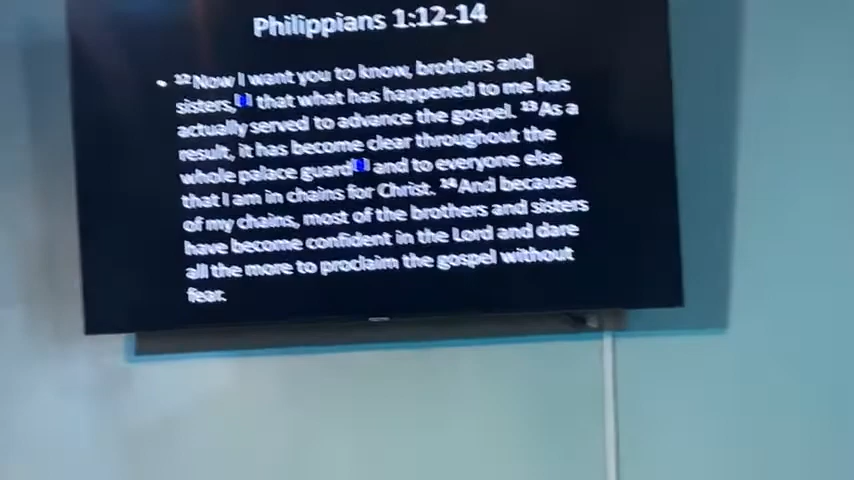 Philippians 1:12-14
• 12 Now I want you to know, brothers and
sisters, that what has happened to me has
actually served to advance the gospel. 13 As a
result, it has become clear throughout the
whole palace guard and to everyone else
that I am in chains for Christ. 14 And because
of my chains, most of the brothers and sisters
have become confident in the Lord and dare
all the more to proclaim the gospel without
fear.